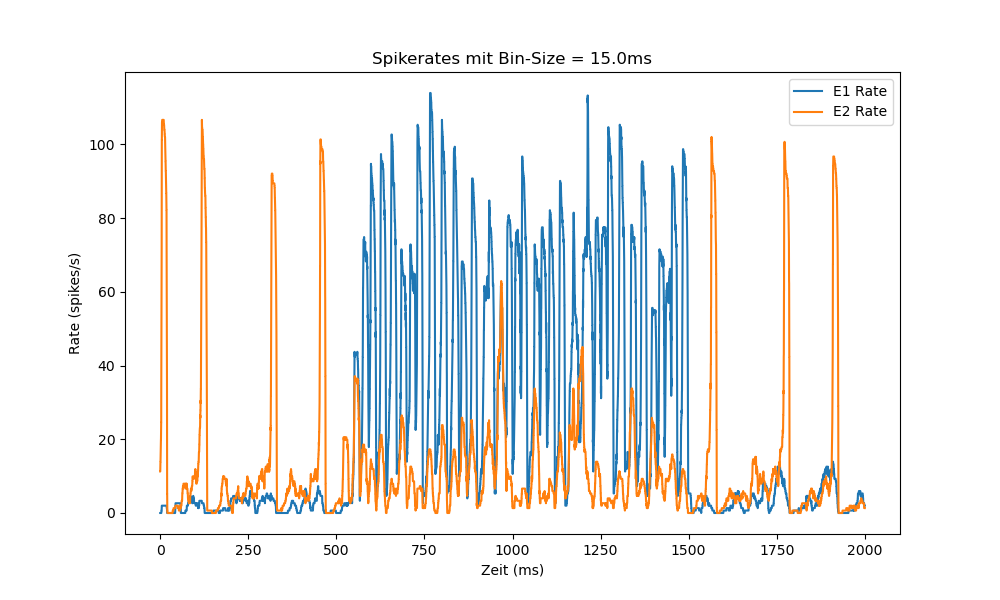 Spikerates mit Bin-Size = 15.0ms
E1 Rate
E2 Rate
Rate (spikes/s)
100
80
60
40
20
0
0 250 500 750 1000 1250 1500 1750 2000
Zeit (ms)